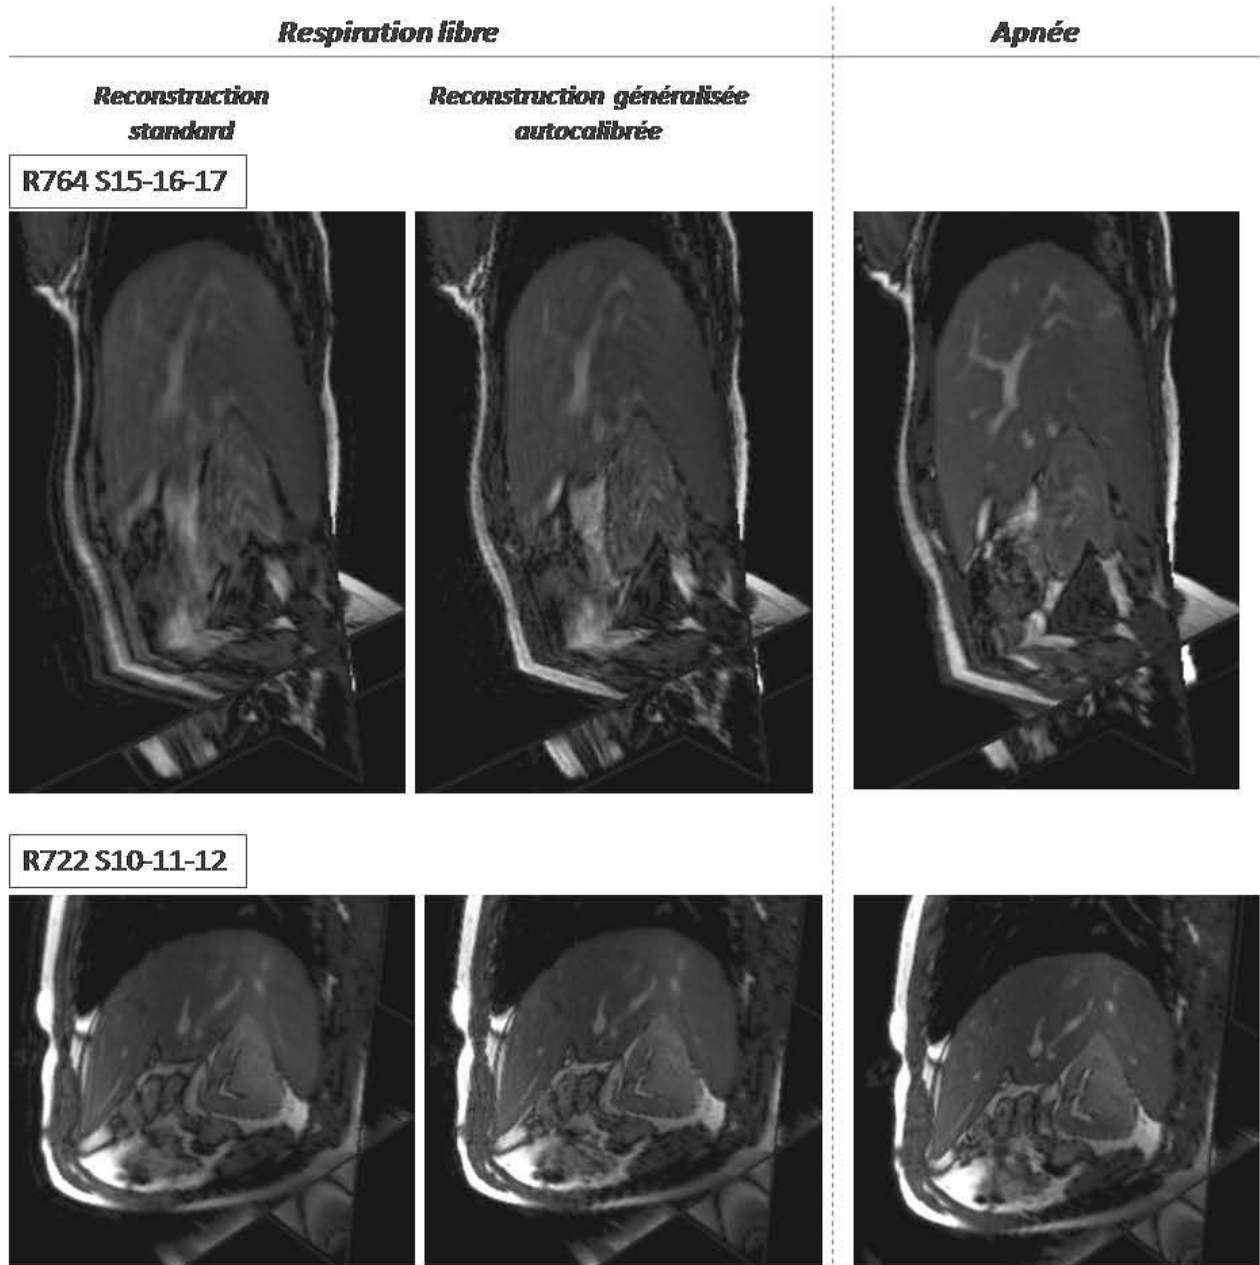 Respiration libre
Apnée
Reconstruction
standard
Reconstruction généralisée
autocalibrée
R764 S15-16-17
R722 S10-11-12